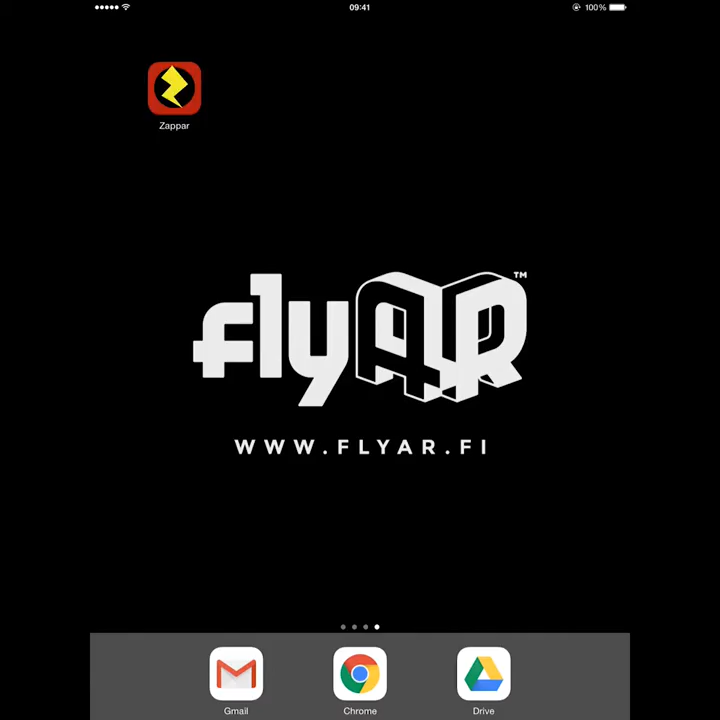 09:41
100%
Zappar
flyAR™
WWW.FLYAR.FI
Gmail
Chrome
Drive